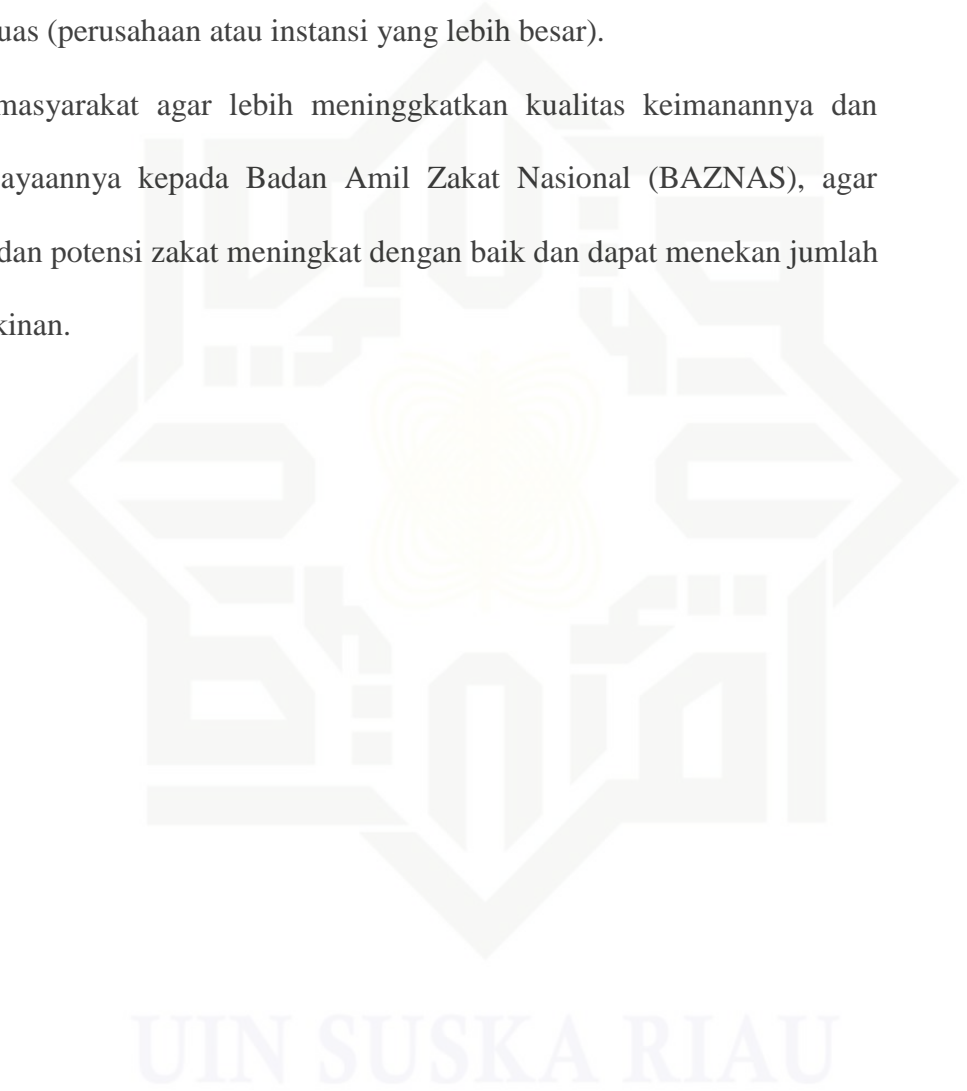 uas (perusahaan atau instansi yang lebih besar).
masyarakat agar lebih meninggkatkan kualitas keimanannya dan
ayaannya kepada Badan Amil Zakat Nasional (BAZNAS), agar
dan potensi zakat meningkat dengan baik dan dapat menekan jumlah
kinan.
UIN SUSKA RIAU